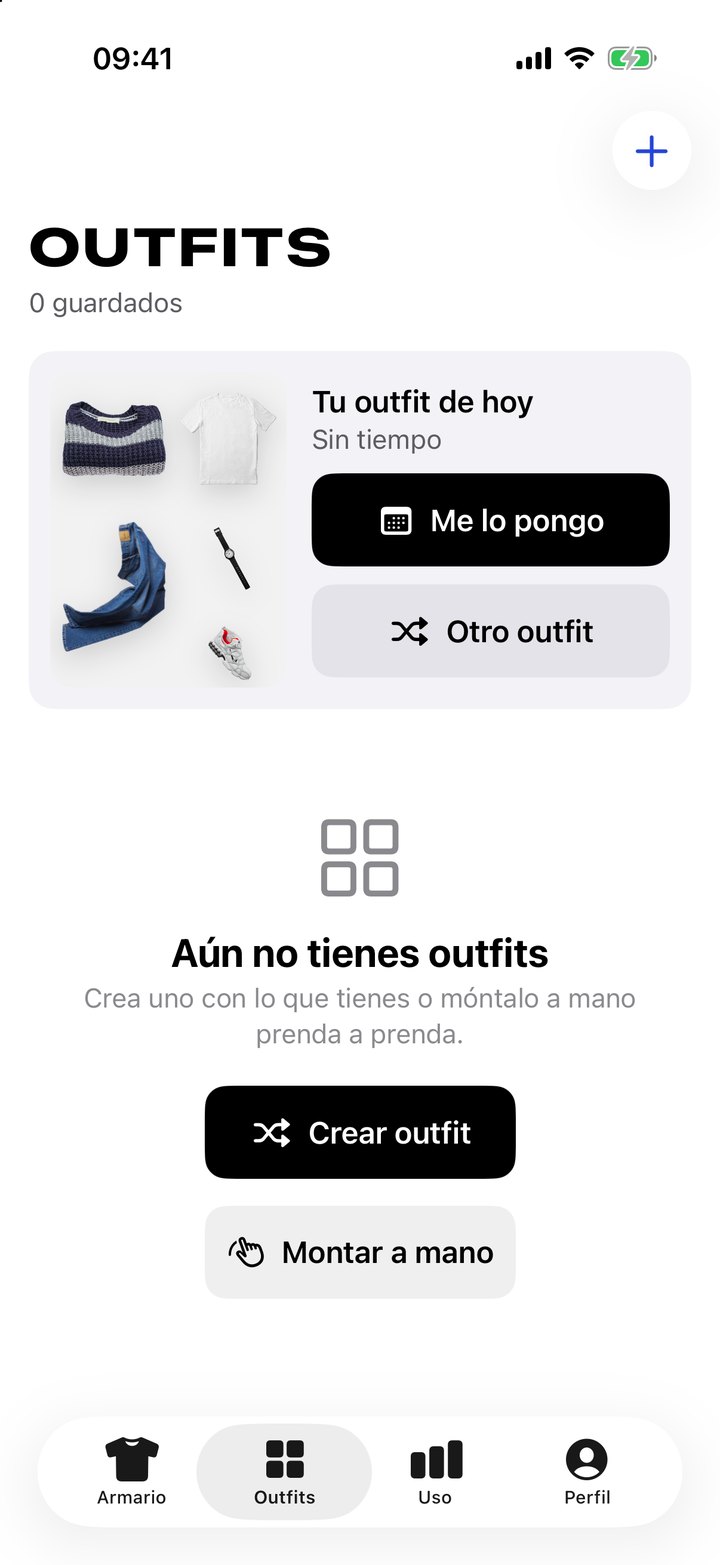 09:41
OUTFITS
0 guardados
Tu outfit de hoy
Sin tiempo
Me lo pongo
Otro outfit
Aún no tienes outfits
Crea uno con lo que tienes o móntalo a mano
prenda a prenda.
Crear outfit
Montar a mano
Armario
Outfits
Uso
Perfil